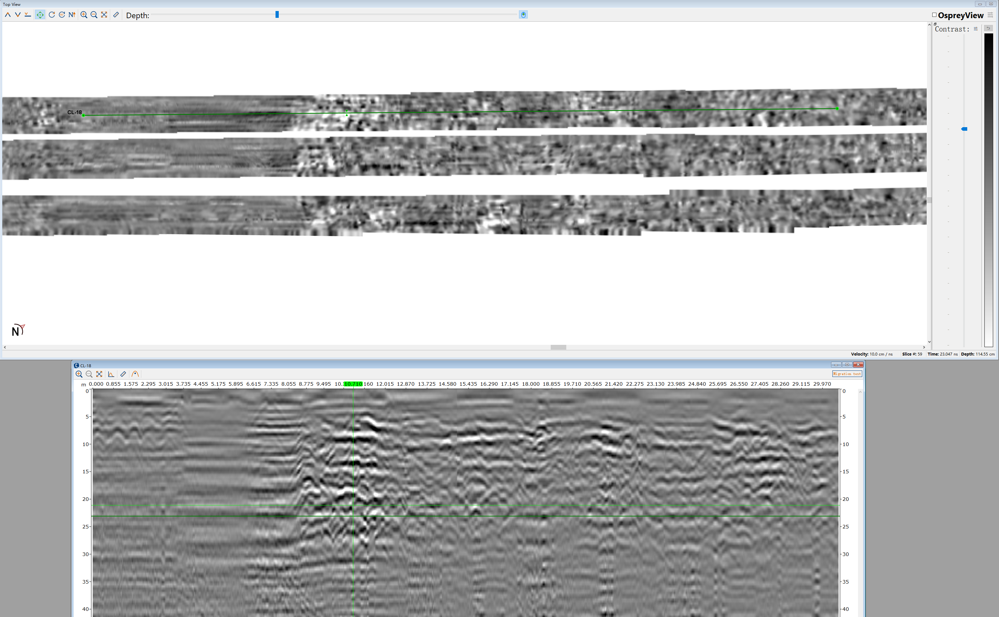 Top View
Depth:
OspreyView
Contrast:
CL-18
N
Velocity: 10.0 cm / ns Slice #: 59 Time: 23.047 ns Depth: 114.55 cm
CL-18
Migration test
m 0.000 0.855 1.575 2.295 3.015 3.735 4.455 5.175 5.895 6.615 7.335 8.055 8.775 9.495 10. 10.710 160 12.015 12.870 13.725 14.580 15.435 16.290 17.145 18.000 18.855 19.710 20.565 21.420 22.275 23.130 23.985 24.840 25.695 26.550 27.405 28.260 29.115 29.970
0 0
5 5
10 10
15 15
20 20
25 25
30 30
35 35
40 40